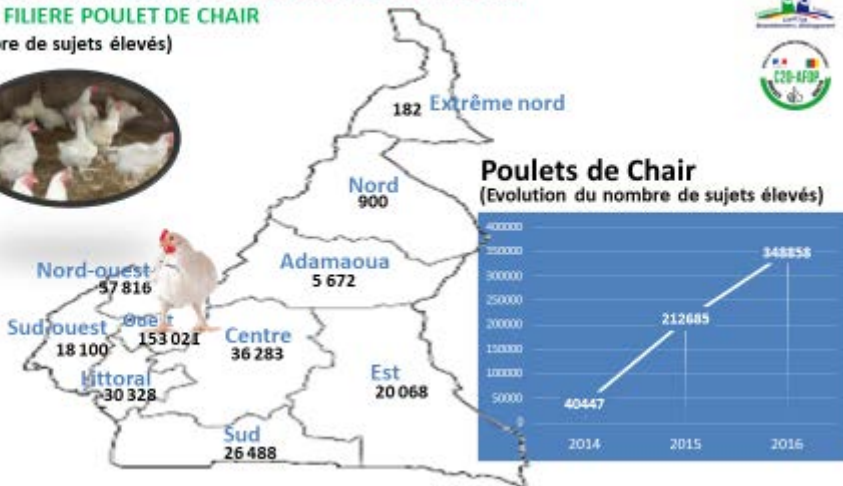 FILIERE POULET DE CHAIR
re de sujets élevés)
C2D-AFOP
182 Extrême nord
Nord
900
Adamaoua
5 672
Nord-ouest
57 816
Sud-ouest
18 100
Ouest
153 021
Centre
36 283
Littoral
30 328
Est
20 068
Sud
26 488
Poulets de Chair
(Evolution du nombre de sujets élevés)
400000
350000
300000
250000
200000
150000
100000
50000
0
40447
212685
348858
2014 2015 2016